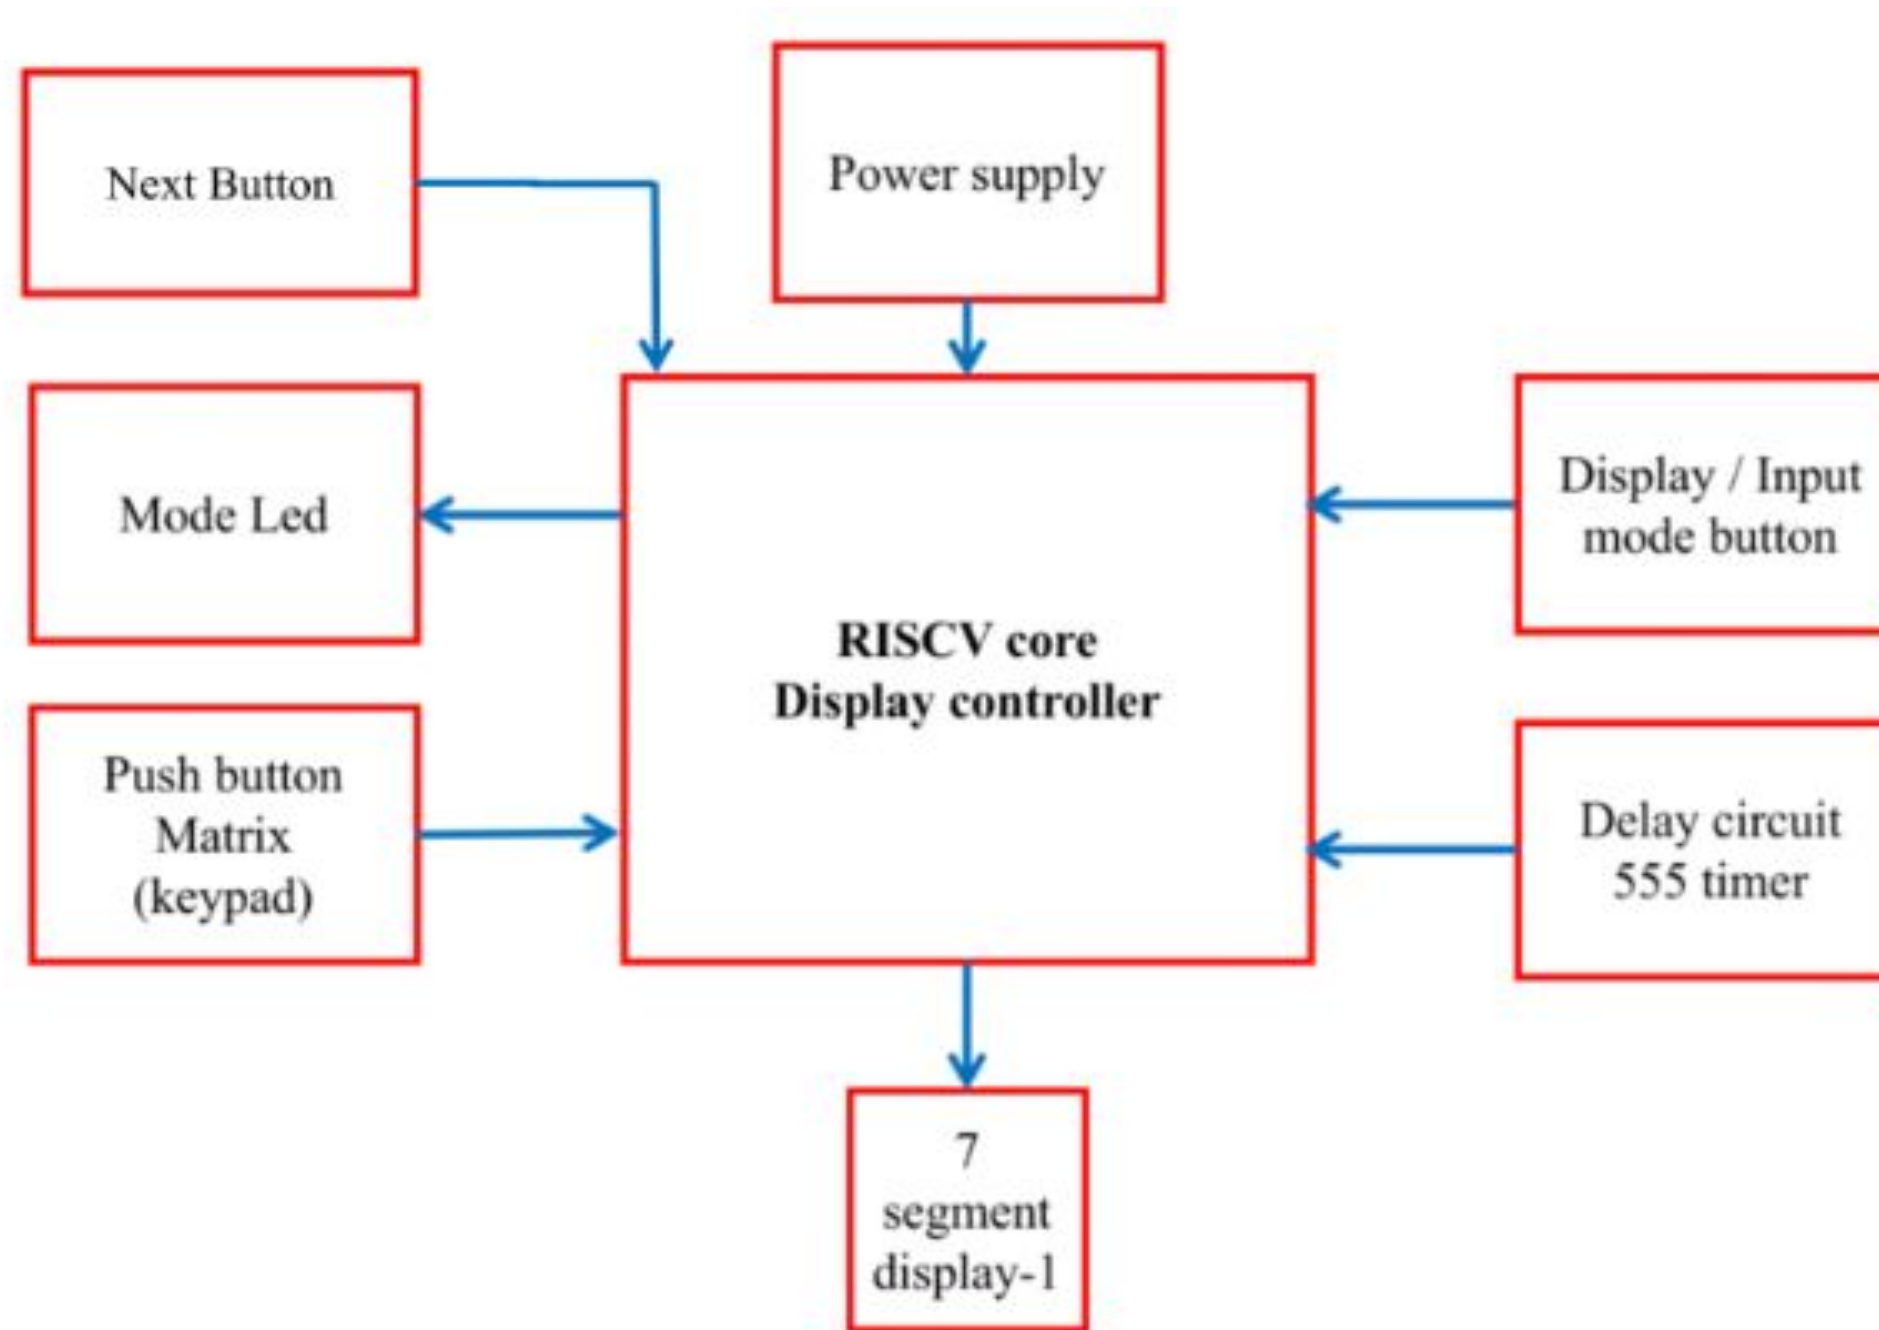 Next Button
Power supply
Mode Led
Display / Input
mode button
RISCV core
Display controller
Push button
Matrix
(keypad)
Delay circuit
555 timer
7
segment
display-1